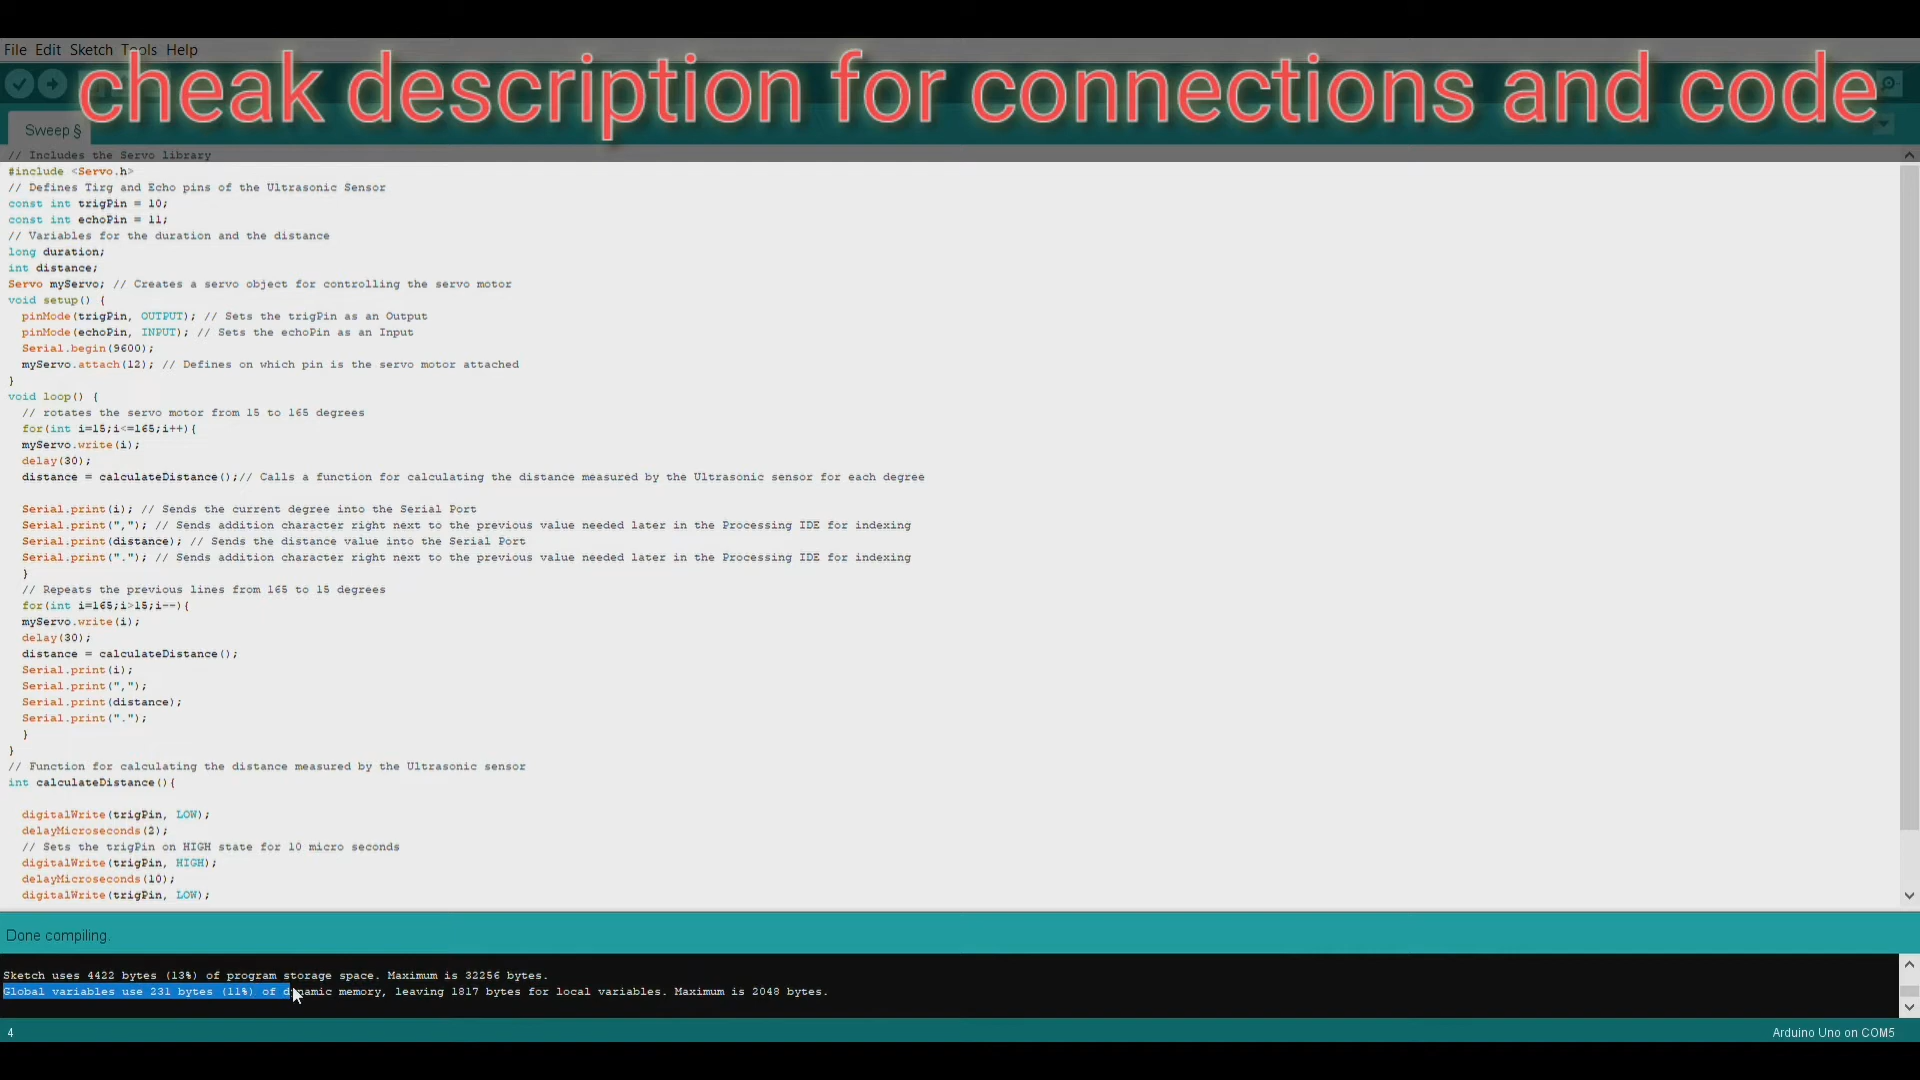 File Edit Sketch Tools Help
cheak description for connections and code
Sweep §
// Includes the Servo library
#include <Servo.h>
// Defines Tirg and Echo pins of the Ultrasonic Sensor
const int trigPin = 10;
const int echoPin = 11;
// Variables for the duration and the distance
long duration;
int distance;
Servo myServo; // Creates a servo object for controlling the servo motor
void setup() {
  pinMode(trigPin, OUTPUT); // Sets the trigPin as an Output
  pinMode(echoPin, INPUT); // Sets the echoPin as an Input
  Serial.begin(9600);
  myServo.attach(12); // Defines on which pin is the servo motor attached
}
void loop() {
  // rotates the servo motor from 15 to 165 degrees
  for(int i=15;i<=165;i++){
  myServo.write(i);
  delay(30);
  distance = calculateDistance();// Calls a function for calculating the distance measured by the Ultrasonic sensor for each degree
  Serial.print(i); // Sends the current degree into the Serial Port
  Serial.print(","); // Sends addition character right next to the previous value needed later in the Processing IDE for indexing
  Serial.print(distance); // Sends the distance value into the Serial Port
  Serial.print("."); // Sends addition character right next to the previous value needed later in the Processing IDE for indexing
  }
  // Repeats the previous lines from 165 to 15 degrees
  for(int i=165;i>15;i--){
  myServo.write(i);
  delay(30);
  distance = calculateDistance();
  Serial.print(i);
  Serial.print(",");
  Serial.print(distance);
  Serial.print(".");
  }
}
// Function for calculating the distance measured by the Ultrasonic sensor
int calculateDistance(){
  digitalWrite(trigPin, LOW);
  delayMicroseconds(2);
  // Sets the trigPin on HIGH state for 10 micro seconds
  digitalWrite(trigPin, HIGH);
  delayMicroseconds(10);
  digitalWrite(trigPin, LOW);
Done compiling.
Sketch uses 4422 bytes (13%) of program storage space. Maximum is 32256 bytes.
Global variables use 231 bytes (11%) of dynamic memory, leaving 1817 bytes for local variables. Maximum is 2048 bytes.
4
Arduino Uno on COM5